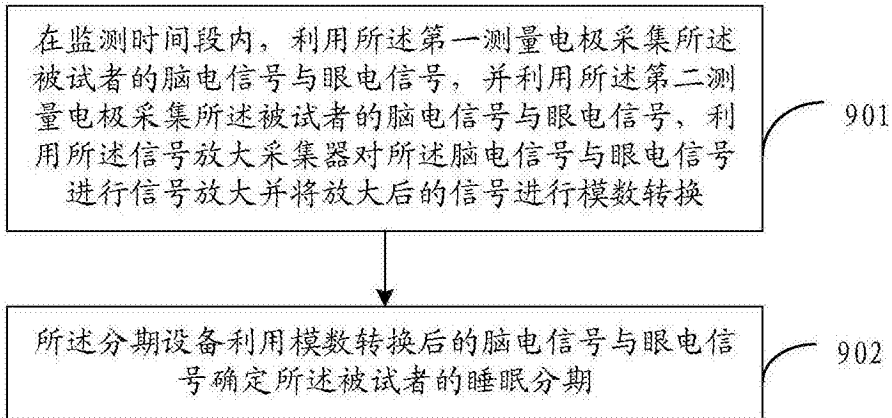 在监测时间段内，利用所述第一测量电极采集所述
被试者的脑电信号与眼电信号，并利用所述第二测
量电极采集所述被试者的脑电信号与眼电信号，利
用所述信号放大采集器对所述脑电信号与眼电信号
进行信号放大并将放大后的信号进行模数转换
901
所述分期设备利用模数转换后的脑电信号与眼电信
号确定所述被试者的睡眠分期
902